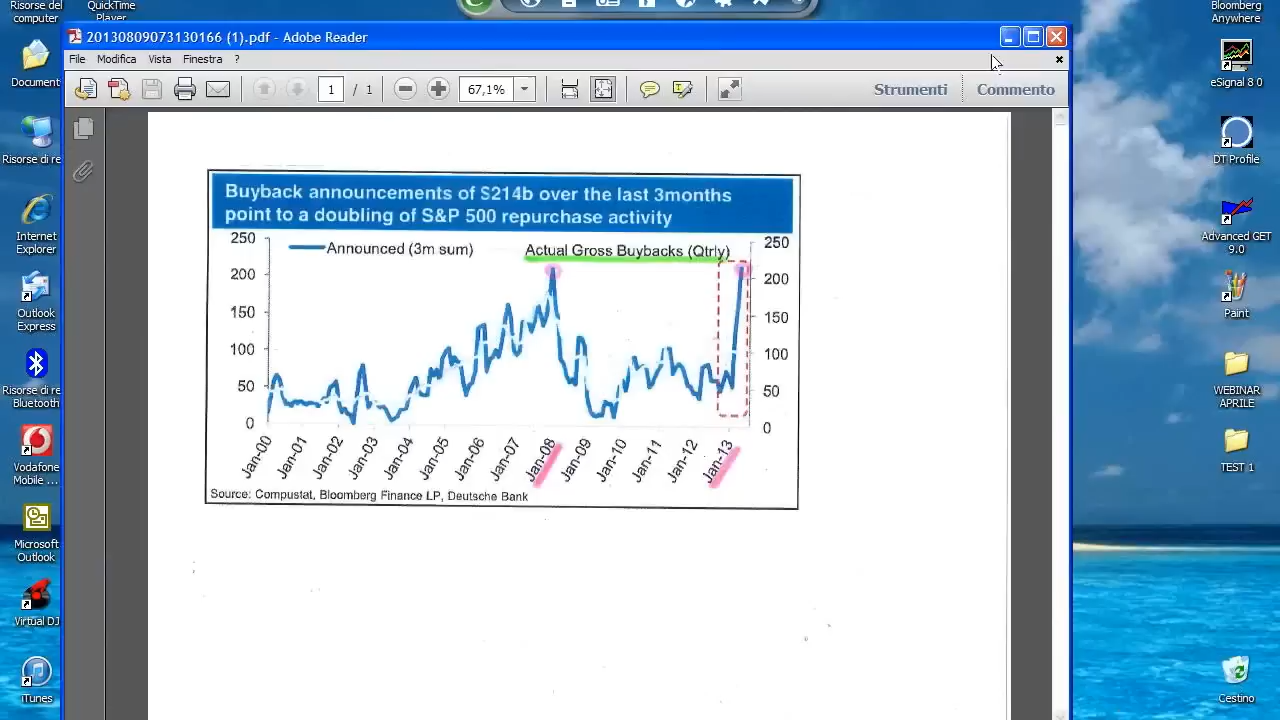 Risorse del
computer
QuickTime
Player
Bloomberg
Anywhere
20130809073130166 (1).pdf - Adobe Reader
File Modifica Vista Finestra ?
1 / 1 67,1% Strumenti Commento
Document
Risorse di re
Internet
Explorer
Outlook
Express
Risorse di re
Bluetooth
Vodafone
Mobile ...
Microsoft
Outlook
Virtual DJ
iTunes
Buyback announcements of $214b over the last 3months
point to a doubling of S&P 500 repurchase activity
Announced (3m sum) Actual Gross Buybacks (Qtrly)
250 250
200 200
150 150
100 100
50 50
0 0
Jan-00 Jan-01 Jan-02 Jan-03 Jan-04 Jan-05 Jan-06 Jan-07 Jan-08 Jan-09 Jan-10 Jan-11 Jan-12 Jan-13
Source: Compustat, Bloomberg Finance LP, Deutsche Bank
eSignal 8 0
DT Profile
Advanced GET
9.0
Paint
WEBINAR
APRILE
TEST 1
Cestino